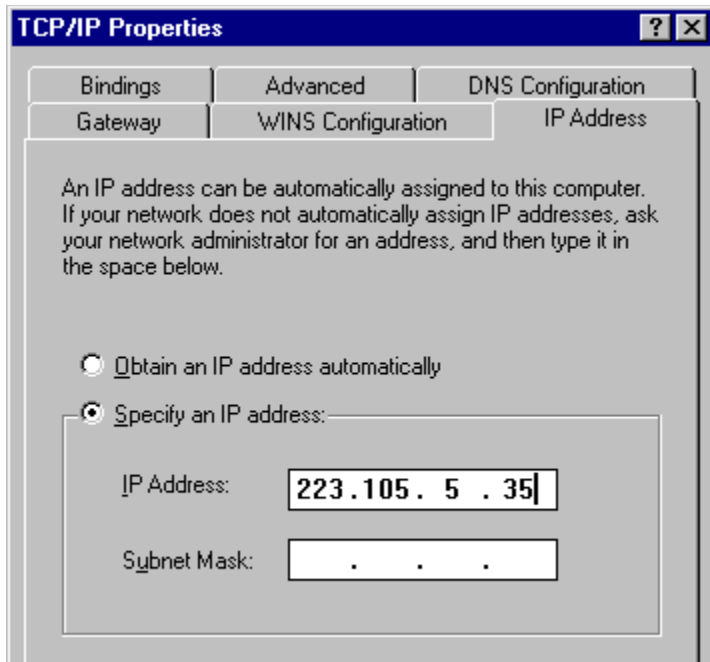 TCP/IP Properties
Bindings Advanced DNS Configuration
Gateway WINS Configuration IP Address
An IP address can be automatically assigned to this computer.
If your network does not automatically assign IP addresses, ask
your network administrator for an address, and then type it in
the space below.
Obtain an IP address automatically
Specify an IP address:
IP Address: 223.105. 5 .35
Subnet Mask: . . .